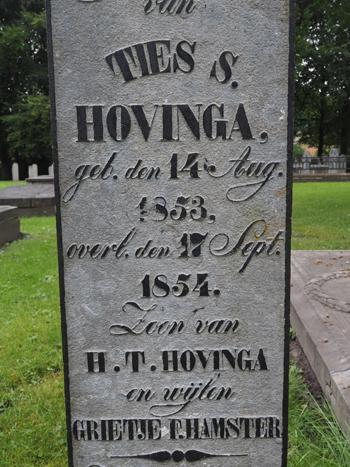 van
TIES S.
HOVINGA,
geb. den 14 Aug.
1853,
overl. den 17 Sept.
1854.
Zoon van
H. T. HOVINGA
en wijlen
GRIETJE F. HAMSTER